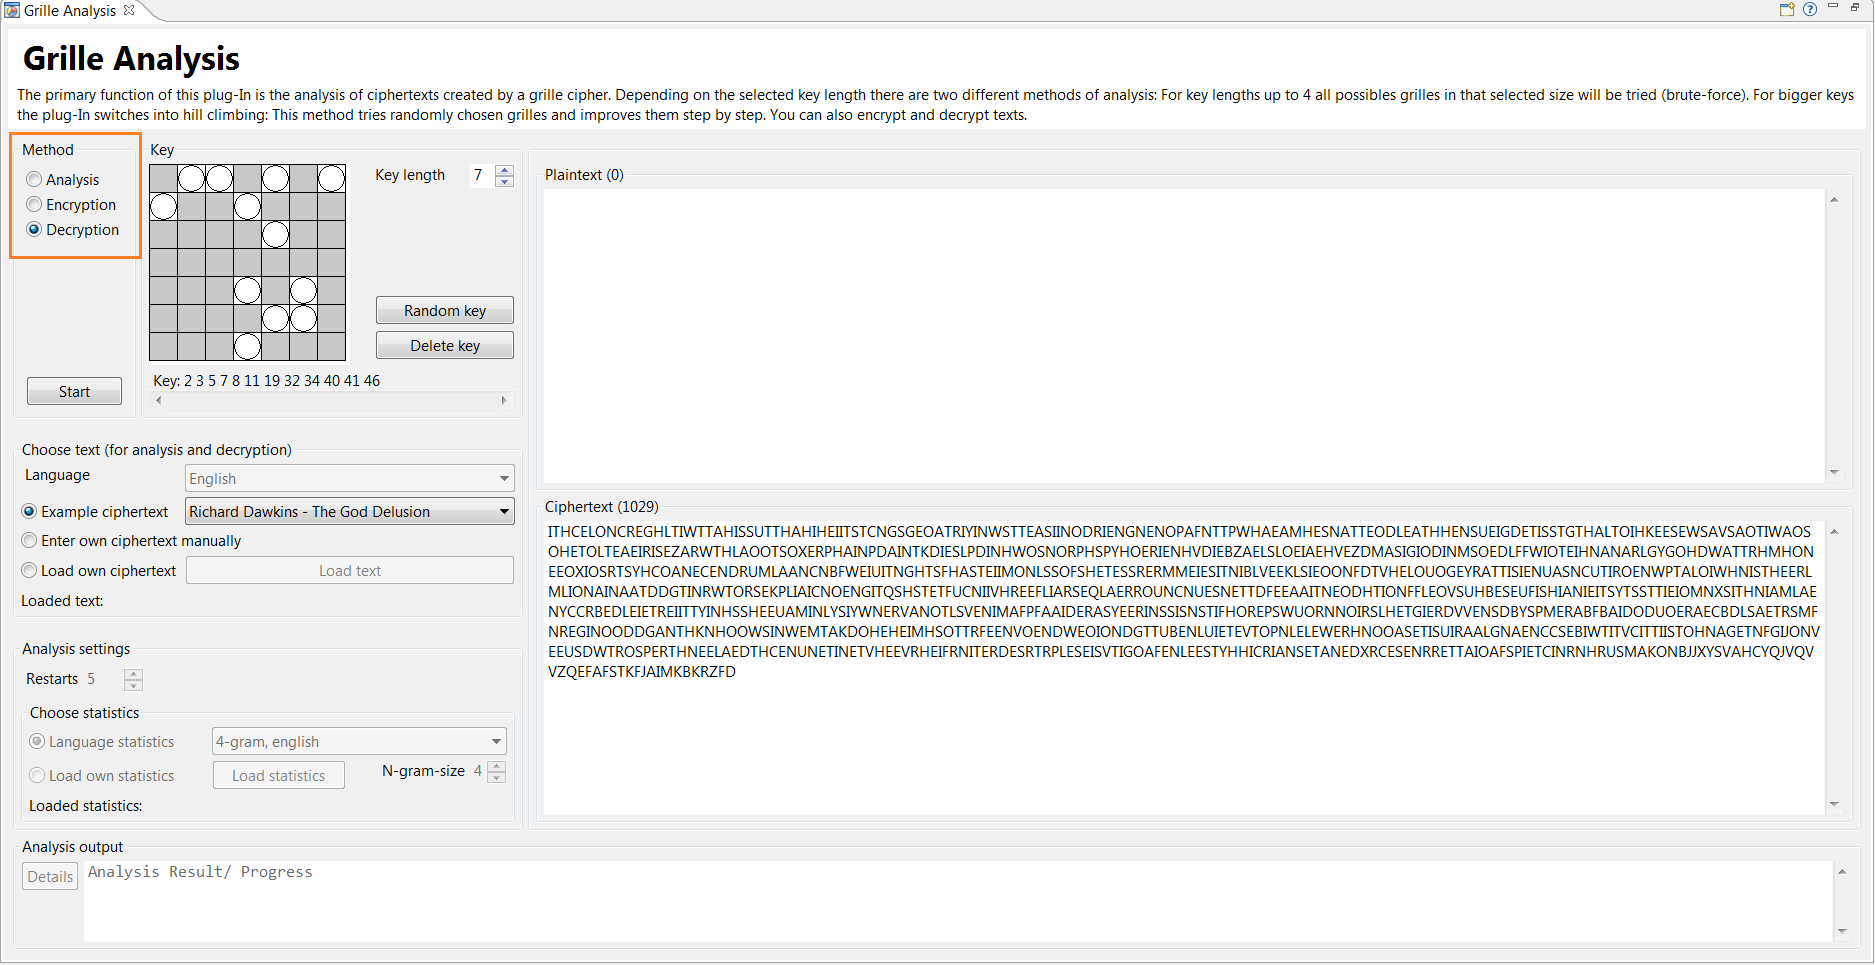 Grille Analysis
Grille Analysis
The primary function of this plug-In is the analysis of ciphertexts created by a grille cipher. Depending on the selected key length there are two different methods of analysis: For key lengths up to 4 all possibles grilles in that selected size will be tried (brute-force). For bigger keys
the plug-In switches into hill climbing: This method tries randomly chosen grilles and improves them step by step. You can also encrypt and decrypt texts.
Method
Analysis
Encryption
Decryption
Start
Key
Key length 7
Random key
Delete key
Key: 2 3 5 7 8 11 19 32 34 40 41 46
Choose text (for analysis and decryption)
Language English
Example ciphertext Richard Dawkins - The God Delusion
Enter own ciphertext manually
Load own ciphertext Load text
Loaded text:
Analysis settings
Restarts 5
Choose statistics
Language statistics 4-gram, english
Load own statistics Load statistics N-gram-size 4
Loaded statistics:
Plaintext (0)
Ciphertext (1029)
ITHCELONCREGHLTIWTTAHISSUTTHAHIHEIITSTCNGSGEOATRIYINWSTTEASIINODRIENGNENOPAFNTTPWHAEAMHESNATTEODLEATHHENSUEIGDETISSTGTHALTOIHKEESEWSAVSAOTIWAOS
OHETOLTEAEIRISEZARWTHLAOOTSOXERPHAINPDAINTKDIESLPDINHWOSNORPHSPYHOERIENHVDIEBZAELSLOEIAEHVEZDMASIGIODINMSOEDLFFWIOTEIHNANARLGYGOHDWATTRHMHON
EEOXIOSRTSYHCOANECENDRUMLAANCNBFWEIUITNGHTSFHASTEIIMONLSSOFSHETESSRERMMEIESITNIBLVEEKLSIEOONFDTVHELOUOGEYRATTISIENUASNCUTIROENWPTALOIWHNISTHEERL
MLIONAINAATDDGTINRWTORSEKPLIAICNOENGITQSHSTETFUCNIIVHREEFLIARSEQLAERROUNCNUESNETTDFEEAAITNEODHTIONFFLEOVSUHBESEUFISHIANIEITSYTSSTTIEIOMNXSITHNIAMLAE
NYCCRBEDLEIETREIITTYINHSSHEEUAMINLYSIYWNERVANOTLSVENIMAFPFAAIDERASYEERINSSISNSTIFHOREPSWUORNNOIRSLHETGIERDVVENSDBYSPMERABFBAIDODUOERAECBDLSAETRSMF
NREGINOODDGANTHKNHOOWSINWEMTAKDOHEHEIMHSOTTRFEENVOENDWEOIONDGTTUBENLUIETEVTOPNLELEWERHNOOASETISUIRAALGNAENCCSEBIWTITVCITTIISTOHNAGETNFGIJONV
EEUSDWTROSPERTHNEELAEDTHCENUNETINETVHEEVRHEIFRNITERDESRTRPLESEISVTIGOAFENLEESTYHHICRIANSETANEDXRCESENRRETTAIOAFSPIETCINRNHRUSMAKONBJJXYSVAHCYQJVQV
VZQEFAFSTKFJAIMKBKRZFD
Analysis output
Details
Analysis Result/ Progress